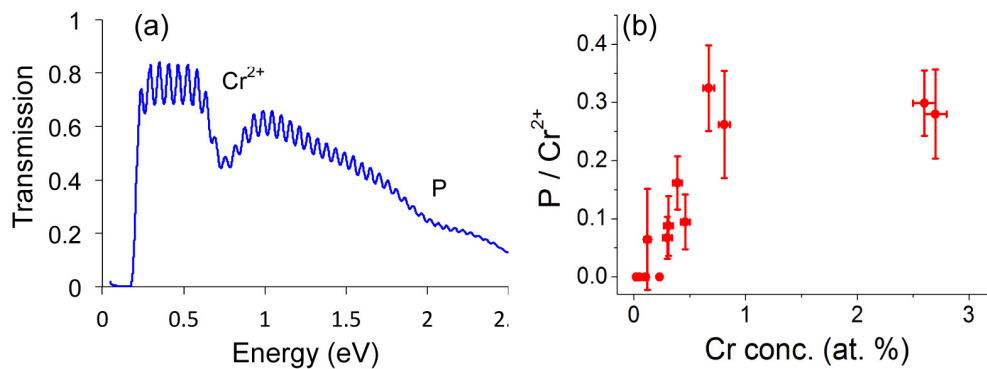 (a)
Transmission
1
0.8
0.6
0.4
0.2
0
Cr²⁺
P
0 0.5 1 1.5 2 2.
Energy (eV)
(b)
P / Cr²⁺
0.4
0.3
0.2
0.1
0.0
0 1 2 3
Cr conc. (at. %)